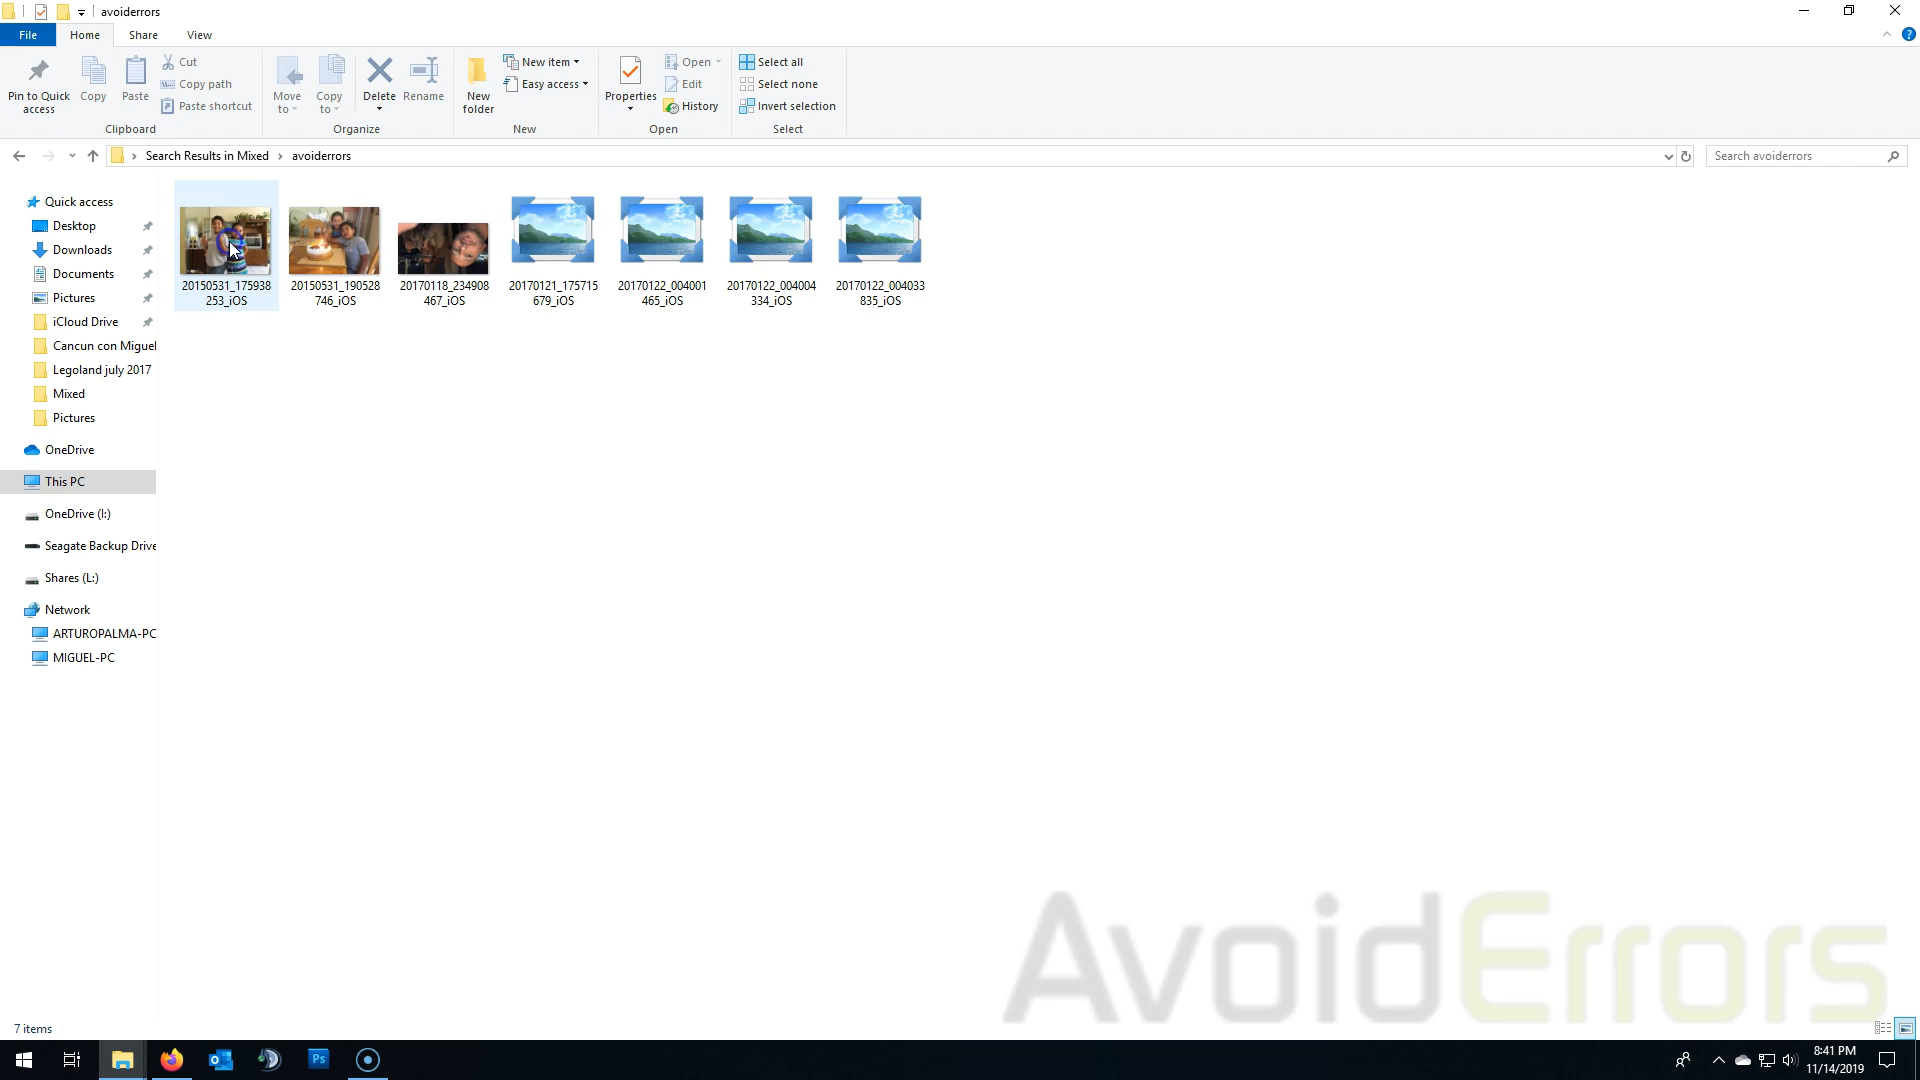 avoiderrors
File Home Share View
Pin to Quick access
Copy
Paste
Cut
Copy path
Paste shortcut
Clipboard
Move to
Copy to
Delete
Rename
Organize
New folder
New item
Easy access
New
Properties
Open
Edit
History
Open
Select all
Select none
Invert selection
Select
Search Results in Mixed > avoiderrors
Search avoiderrors
Quick access
Desktop
Downloads
Documents
Pictures
iCloud Drive
Cancun con Miguel
Legoland july 2017
Mixed
Pictures
OneDrive
This PC
OneDrive (I:)
Seagate Backup Drive
Shares (L:)
Network
ARTUROPALMA-PC
MIGUEL-PC
20150531_175938
253_iOS
20150531_190528
746_iOS
20170118_234908
467_iOS
20170121_175715
679_iOS
20170122_004001
465_iOS
20170122_004004
334_iOS
20170122_004033
835_iOS
AvoidErrors
7 items
Ps
8:41 PM
11/14/2019